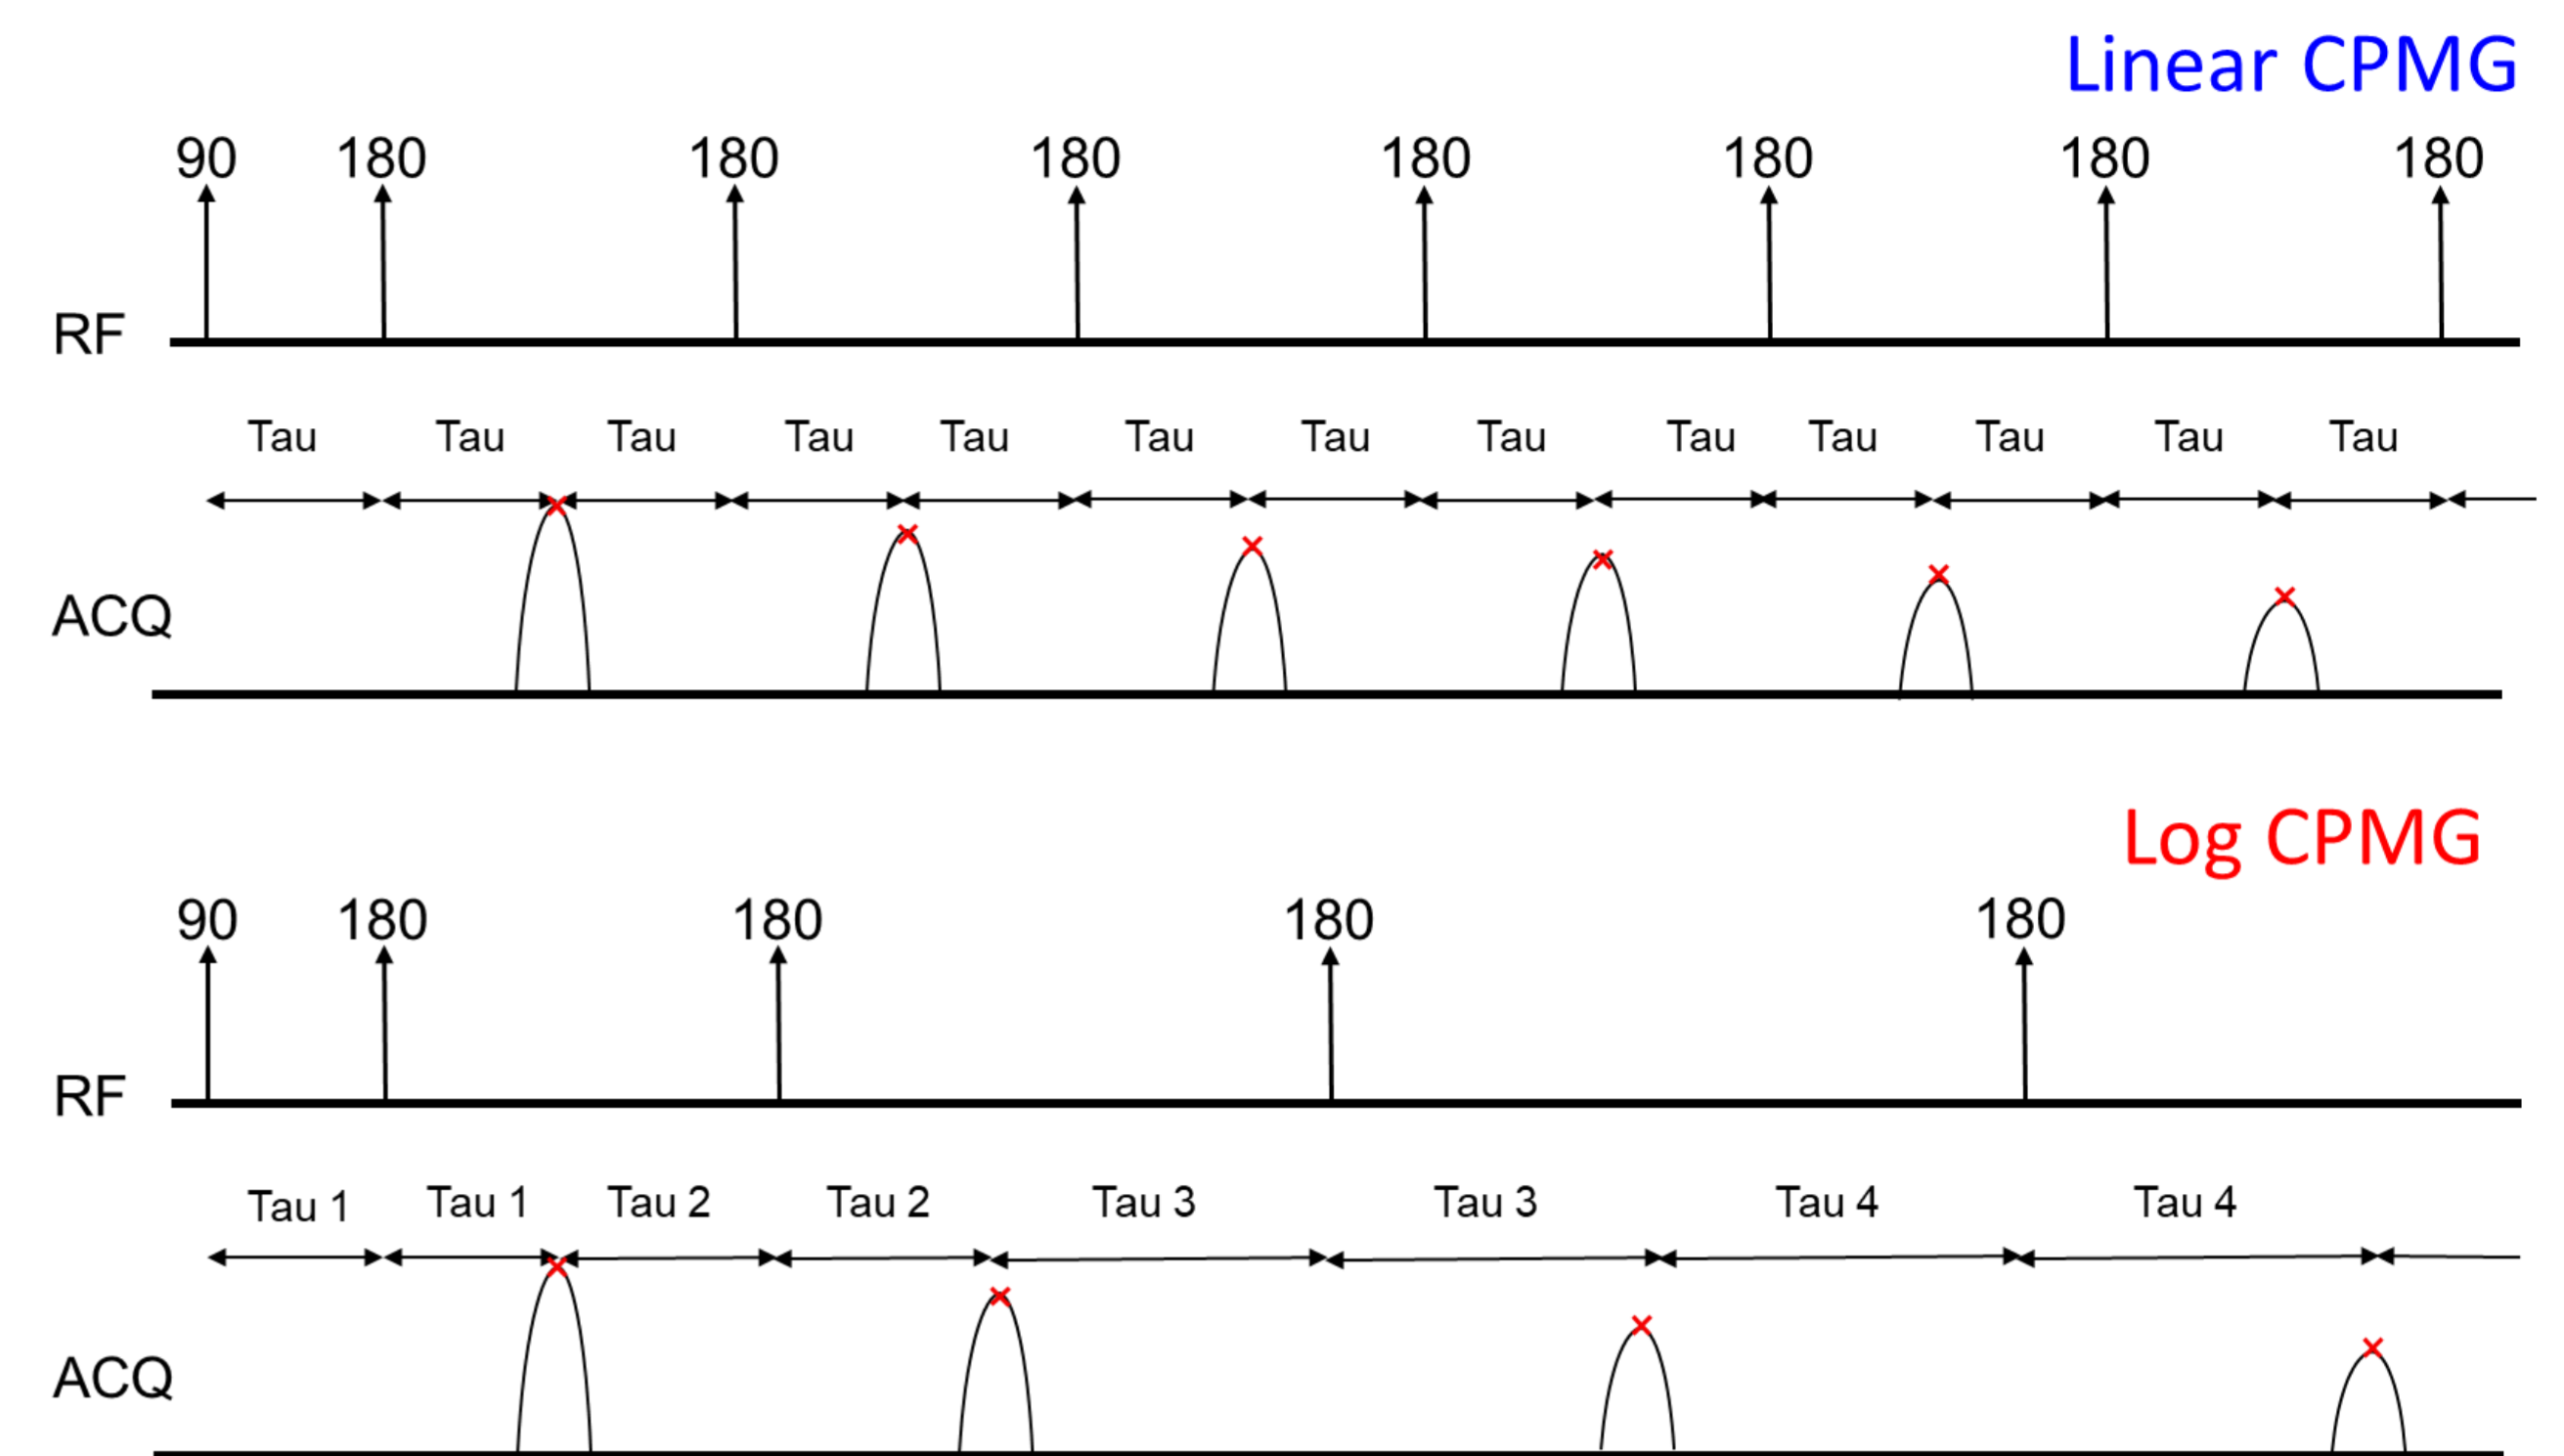 Linear CPMG
90 180 180 180 180 180 180 180
RF
Tau Tau Tau Tau Tau Tau Tau Tau Tau Tau Tau Tau Tau
ACQ
Log CPMG
90 180 180 180 180
RF
Tau 1 Tau 1 Tau 2 Tau 2 Tau 3 Tau 3 Tau 4 Tau 4
ACQ